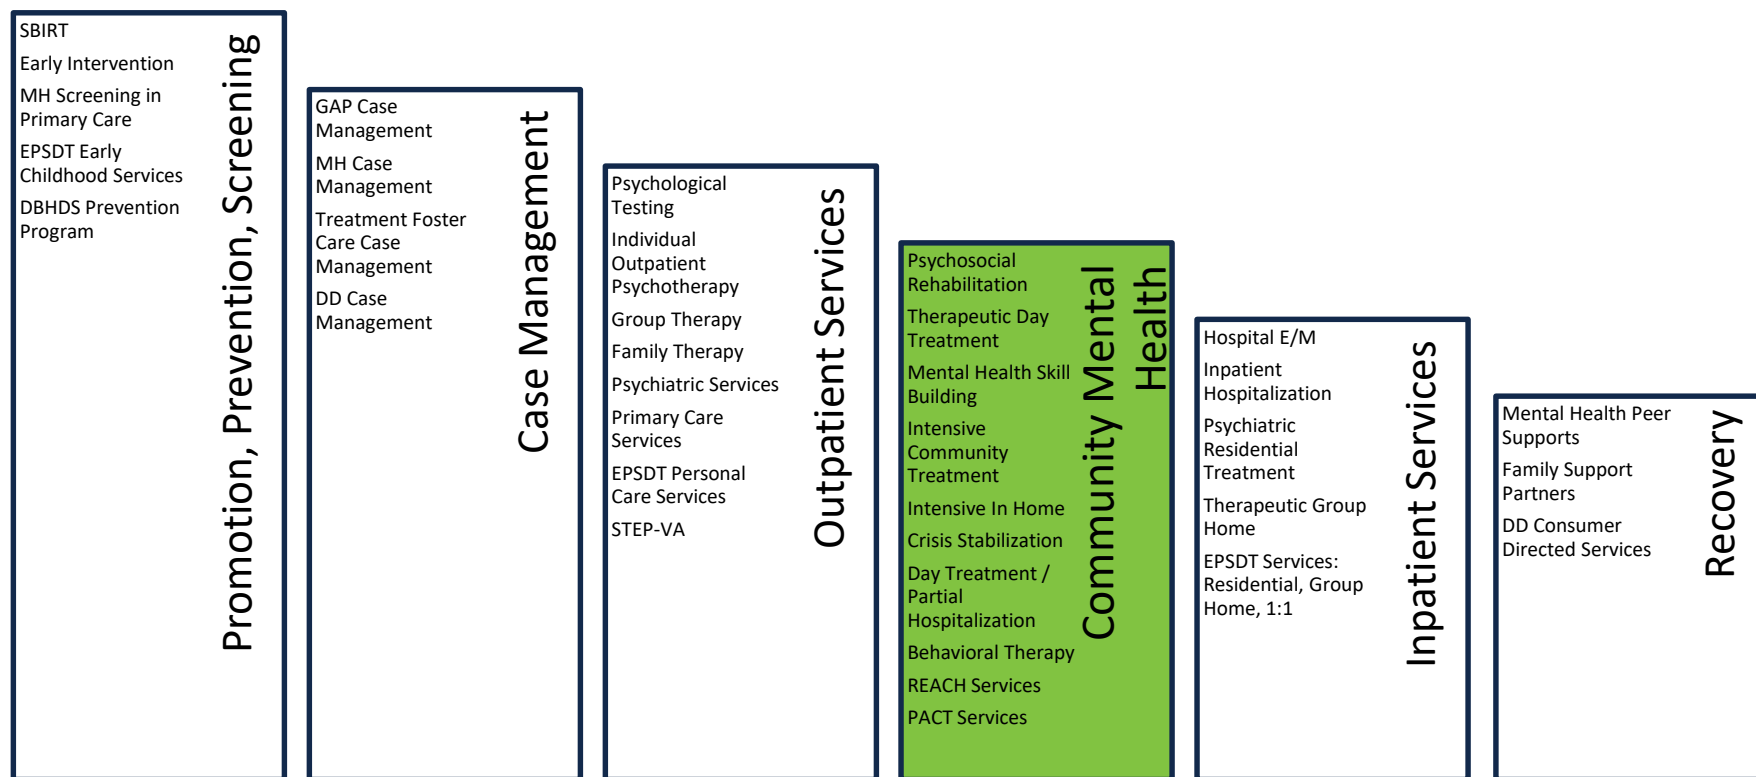 SBIRT
Early Intervention
MH Screening in
Primary Care
EPSDT Early
Childhood Services
DBHDS Prevention
Program
Promotion, Prevention, Screening
GAP Case
Management
MH Case
Management
Treatment Foster
Care Case
Management
DD Case
Management
Case Management
Psychological
Testing
Individual
Outpatient
Psychotherapy
Group Therapy
Family Therapy
Psychiatric Services
Primary Care
Services
EPSDT Personal
Care Services
STEP-VA
Outpatient Services
Psychosocial
Rehabilitation
Therapeutic Day
Treatment
Mental Health Skill
Building
Intensive
Community
Treatment
Intensive In Home
Crisis Stabilization
Day Treatment /
Partial
Hospitalization
Behavioral Therapy
REACH Services
PACT Services
Community Mental
Health
Hospital E/M
Inpatient
Hospitalization
Psychiatric
Residential
Treatment
Therapeutic Group
Home
EPSDT Services:
Residential, Group
Home, 1:1
Inpatient Services
Mental Health Peer
Supports
Family Support
Partners
DD Consumer
Directed Services
Recovery